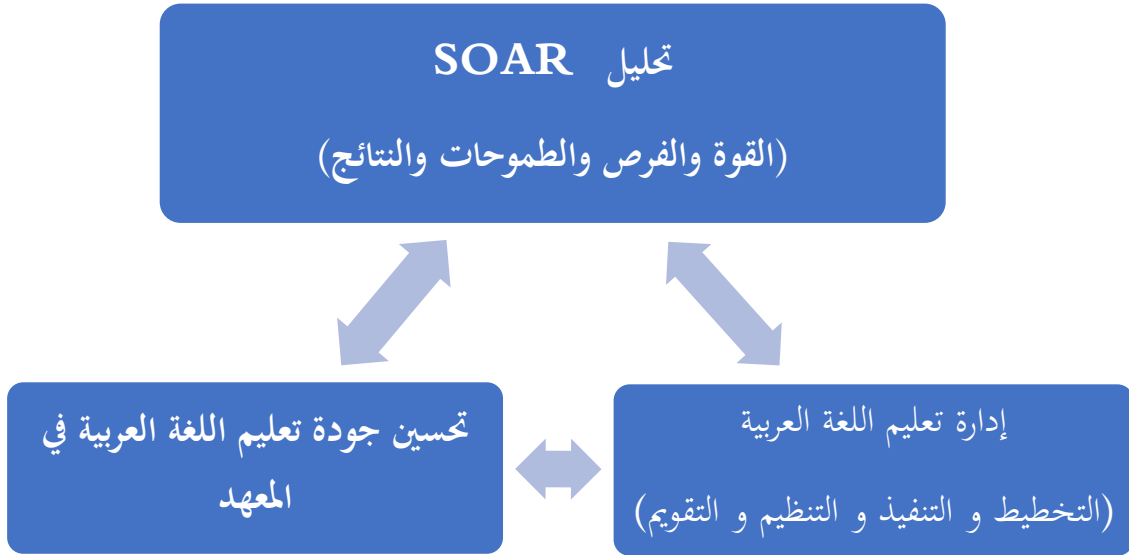 تحليل SOAR
(القوة والفرص والطموحات والنتائج)
إدارة تعليم اللغة العربية
(التخطيط و التنفيذ و التنظيم و التقويم)
تحسين جودة تعليم اللغة العربية في
المعهد